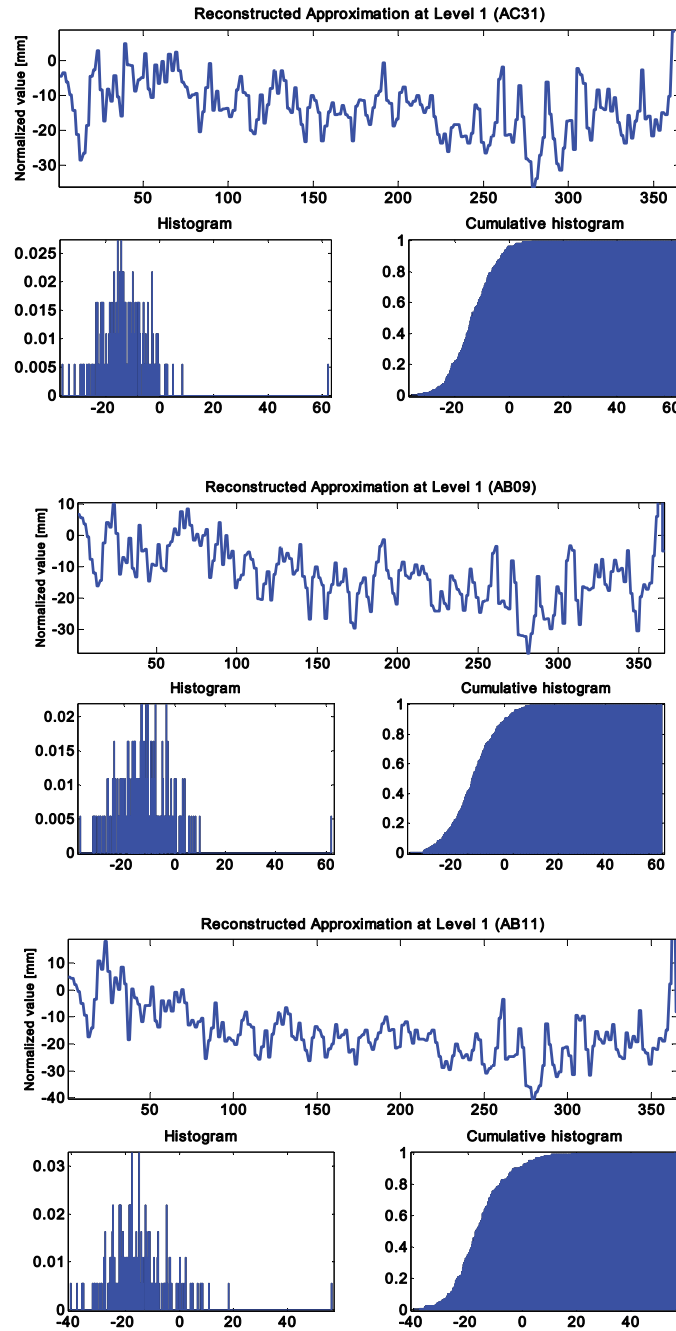 Reconstructed Approximation at Level 1 (AC31)
Normalized value [mm]
0
-10
-20
-30
50 100 150 200 250 300 350
Histogram Cumulative histogram
0.025
0.02
0.015
0.01
0.005
0
-20 0 20 40 60
1
0.8
0.6
0.4
0.2
0
-20 0 20 40 60
Reconstructed Approximation at Level 1 (AB09)
Normalized value [mm]
10
0
-10
-20
-30
50 100 150 200 250 300 350
Histogram Cumulative histogram
0.02
0.015
0.01
0.005
0
-20 0 20 40 60
1
0.8
0.6
0.4
0.2
0
-20 0 20 40 60
Reconstructed Approximation at Level 1 (AB11)
Normalized value [mm]
10
0
-10
-20
-30
-40
50 100 150 200 250 300 350
Histogram Cumulative histogram
0.03
0.02
0.01
0
-40 -20 0 20 40
1
0.8
0.6
0.4
0.2
0
-40 -20 0 20 40